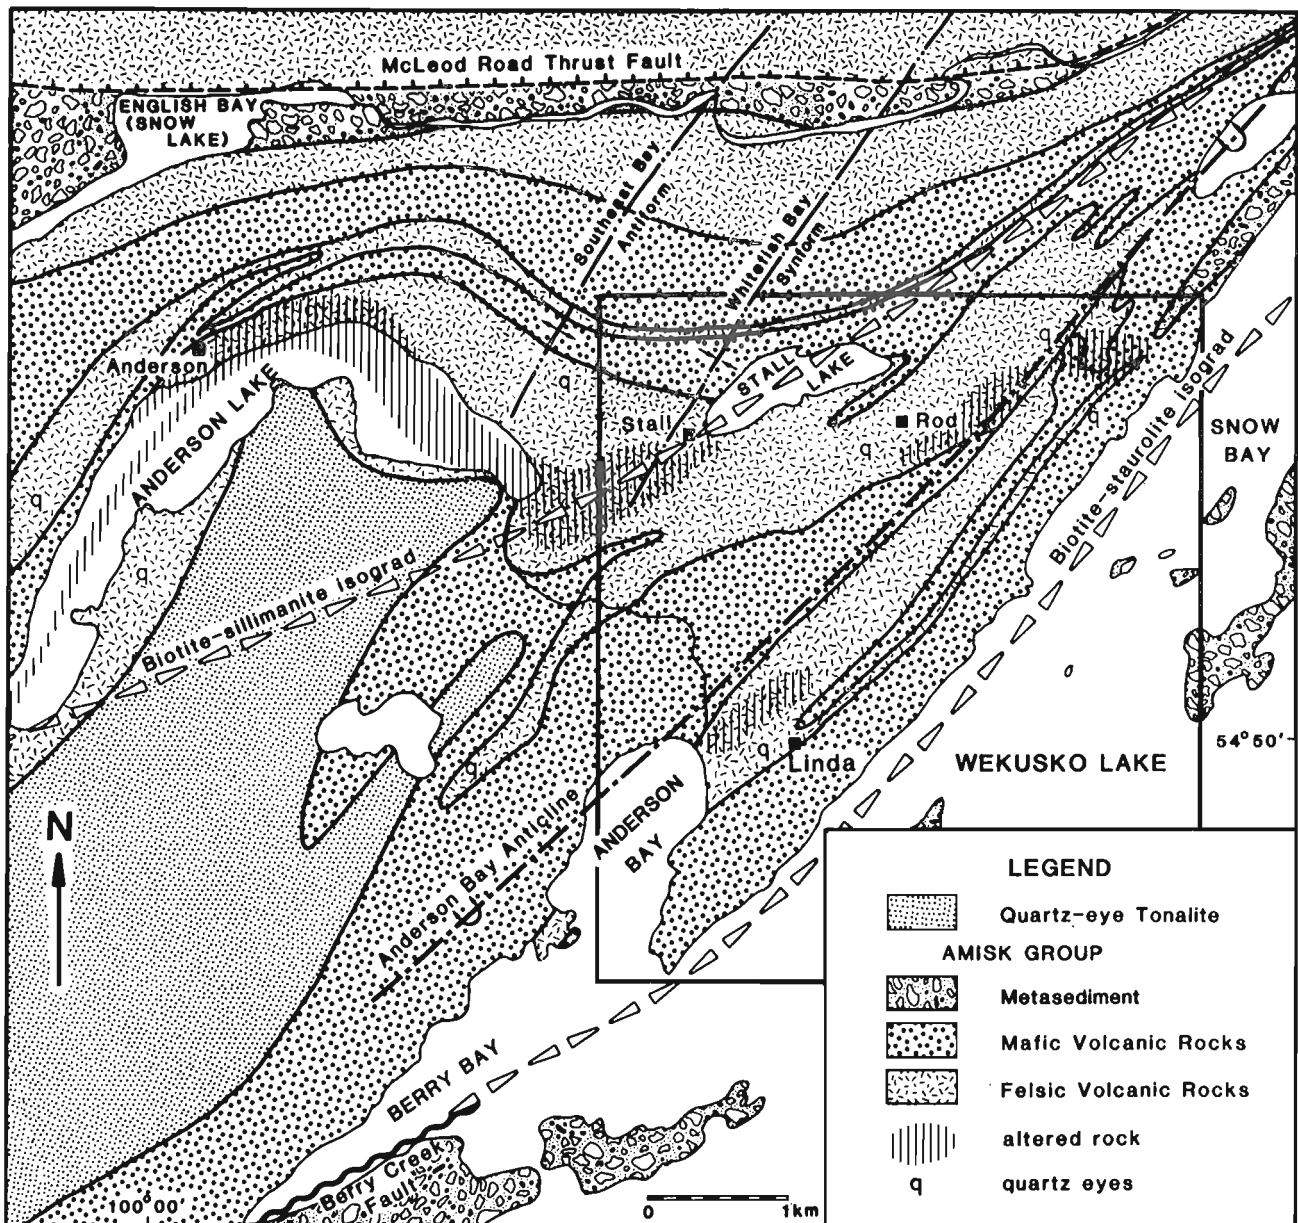 McLeod Road Thrust Fault
ENGLISH BAY
(SNOW
LAKE)
Southeast Bay
Antiform
Whitefish Bay
Synform
Anderson
ANDERSON LAKE
STALL
LAKE
Stall
Rod
q
q
q
q
q
q
q
q
Biotite-staurolite isograd
SNOW
BAY
Biotite-sillimanite isograd
Linda
WEKUSKO LAKE
54°50'
N
ANDERSON
BAY
Anderson Bay Anticline
BERRY BAY
Berry Creek
Fault
100°00'
0 1km
LEGEND
Quartz-eye Tonalite
AMISK GROUP
Metasediment
Mafic Volcanic Rocks
Felsic Volcanic Rocks
altered rock
q quartz eyes